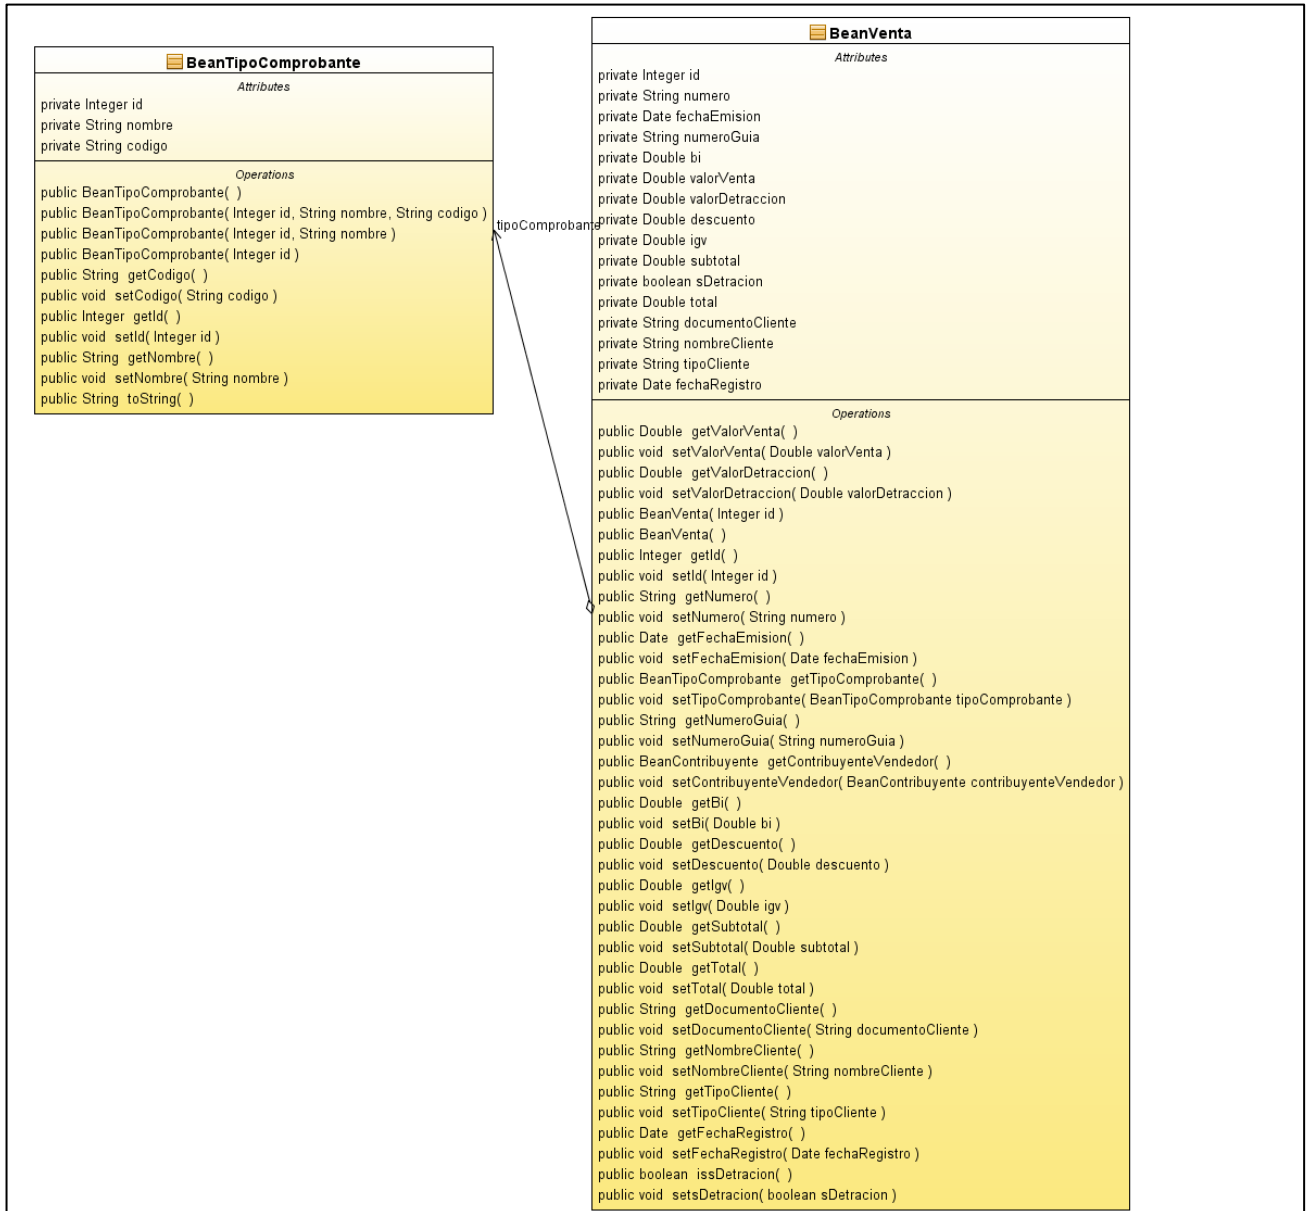 BeanTipoComprobante
Attributes
private Integer id
private String nombre
private String codigo
Operations
public BeanTipoComprobante( )
public BeanTipoComprobante( Integer id, String nombre, String codigo )
public BeanTipoComprobante( Integer id, String nombre )
public BeanTipoComprobante( Integer id )
public String getCodigo( )
public void setCodigo( String codigo )
public Integer getId( )
public void setId( Integer id )
public String getNombre( )
public void setNombre( String nombre )
public String toString( )
tipoComprobante
BeanVenta
Attributes
private Integer id
private String numero
private Date fechaEmision
private String numeroGuia
private Double bi
private Double valorVenta
private Double valorDetraccion
private Double descuento
private Double igv
private Double subtotal
private boolean sDetracion
private Double total
private String documentoCliente
private String nombreCliente
private String tipoCliente
private Date fechaRegistro
Operations
public Double getValorVenta( )
public void setValorVenta( Double valorVenta )
public Double getValorDetraccion( )
public void setValorDetraccion( Double valorDetraccion )
public BeanVenta( Integer id )
public BeanVenta( )
public Integer getId( )
public void setId( Integer id )
public String getNumero( )
public void setNumero( String numero )
public Date getFechaEmision( )
public void setFechaEmision( Date fechaEmision )
public BeanTipoComprobante getTipoComprobante( )
public void setTipoComprobante( BeanTipoComprobante tipoComprobante )
public String getNumeroGuia( )
public void setNumeroGuia( String numeroGuia )
public BeanContribuyente getContribuyenteVendedor( )
public void setContribuyenteVendedor( BeanContribuyente contribuyenteVendedor )
public Double getBi( )
public void setBi( Double bi )
public Double getDescuento( )
public void setDescuento( Double descuento )
public Double getIgv( )
public void setIgv( Double igv )
public Double getSubtotal( )
public void setSubtotal( Double subtotal )
public Double getTotal( )
public void setTotal( Double total )
public String getDocumentoCliente( )
public void setDocumentoCliente( String documentoCliente )
public String getNombreCliente( )
public void setNombreCliente( String nombreCliente )
public String getTipoCliente( )
public void setTipoCliente( String tipoCliente )
public Date getFechaRegistro( )
public void setFechaRegistro( Date fechaRegistro )
public boolean issDetracion( )
public void setsDetracion( boolean sDetracion )